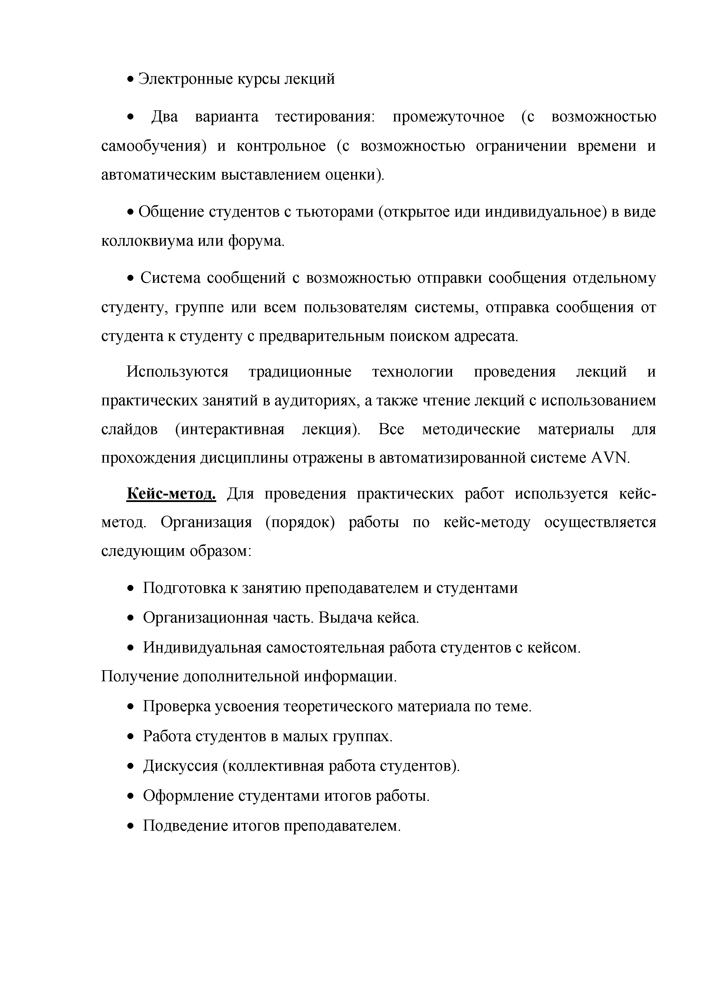 • Электронные курсы лекций
• Два варианта тестирования: промежуточное (с возможностью
самообучения) и контрольное (с возможностью ограничении времени и
автоматическим выставлением оценки).
• Общение студентов с тьюторами (открытое иди индивидуальное) в виде
коллоквиума или форума.
• Система сообщений с возможностью отправки сообщения отдельному
студенту, группе или всем пользователям системы, отправка сообщения от
студента к студенту с предварительным поиском адресата.
Используются традиционные технологии проведения лекций и
практических занятий в аудиториях, а также чтение лекций с использованием
слайдов (интерактивная лекция). Все методические материалы для
прохождения дисциплины отражены в автоматизированной системе AVN.
Кейс-метод. Для проведения практических работ используется кейс-
метод. Организация (порядок) работы по кейс-методу осуществляется
следующим образом:
• Подготовка к занятию преподавателем и студентами
• Организационная часть. Выдача кейса.
• Индивидуальная самостоятельная работа студентов с кейсом.
Получение дополнительной информации.
• Проверка усвоения теоретического материала по теме.
• Работа студентов в малых группах.
• Дискуссия (коллективная работа студентов).
• Оформление студентами итогов работы.
• Подведение итогов преподавателем.